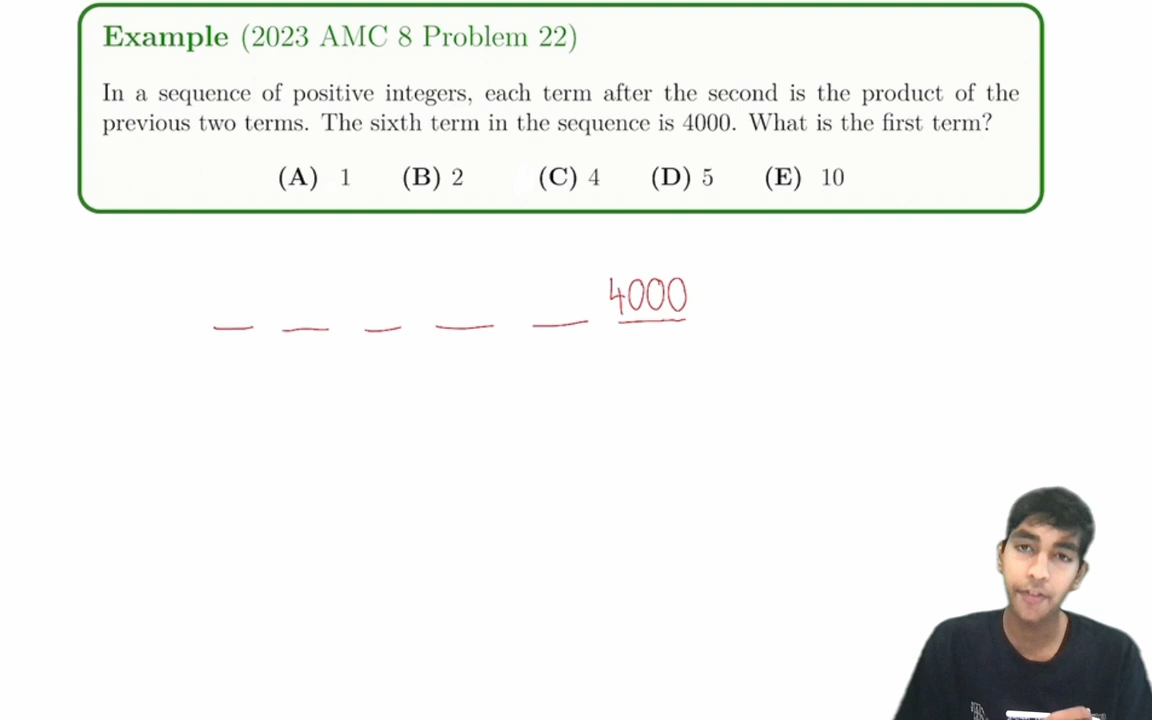 Example (2023 AMC 8 Problem 22)
In a sequence of positive integers, each term after the second is the product of the
previous two terms. The sixth term in the sequence is 4000. What is the first term?
(A) 1 (B) 2 (C) 4 (D) 5 (E) 10
4000